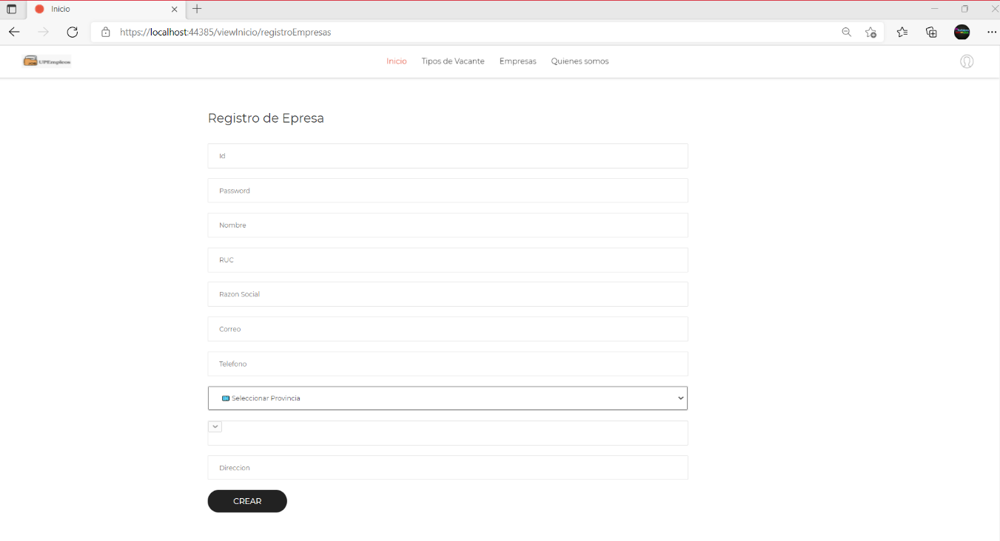 Inicio
https://localhost:44385/viewInicio/registroEmpresas
UPEmpleos Inicio Tipos de Vacante Empresas Quienes somos
Registro de Epresa
Id
Password
Nombre
RUC
Razon Social
Correo
Telefono
Seleccionar Provincia
Direccion
CREAR